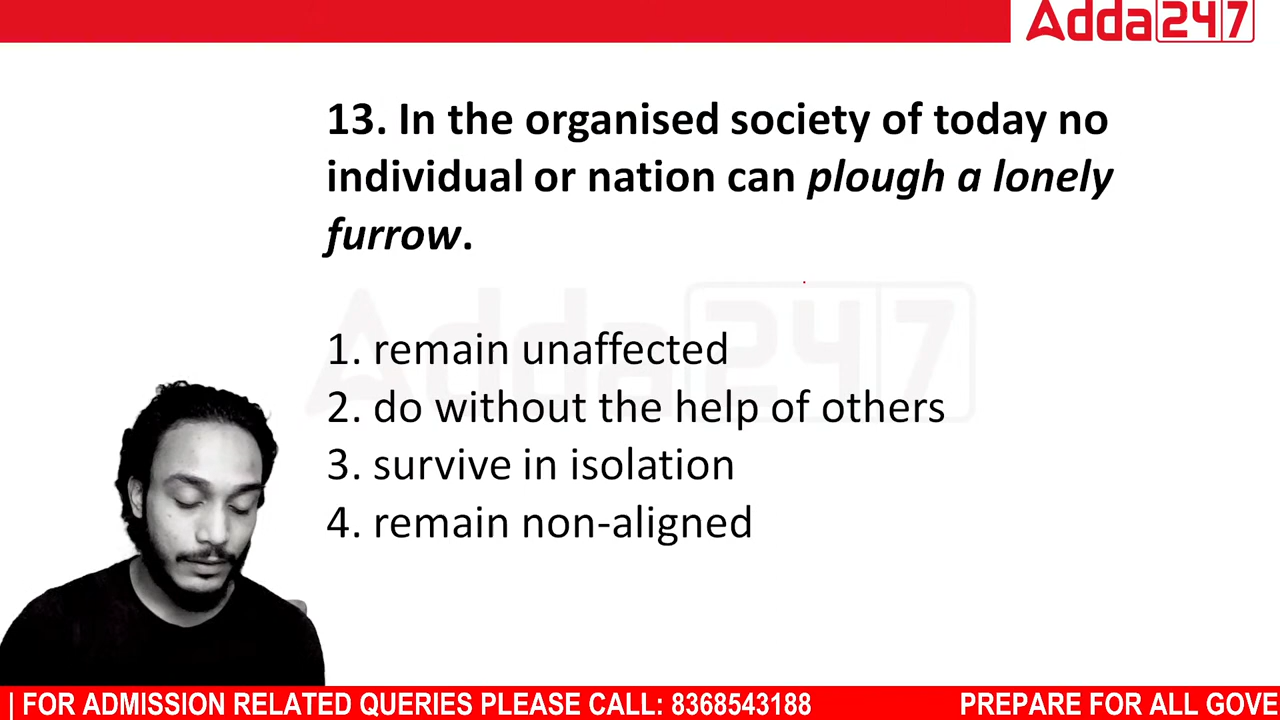 Adda247
13. In the organised society of today no
individual or nation can plough a lonely
furrow.
Adda247
1. remain unaffected
2. do without the help of others
3. survive in isolation
4. remain non-aligned
| FOR ADMISSION RELATED QUERIES PLEASE CALL: 8368543188 PREPARE FOR ALL GOVE